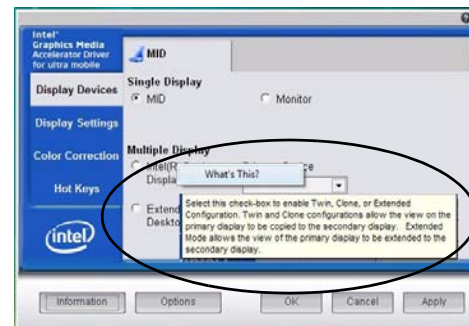 Intel®
Graphics Media
Accelerator Driver
for ultra mobile
MID
Display Devices
Single Display
MID
Monitor
Display Settings
Multiple Display
Color Correction
Intel(R)
Displa
What's This?
Hot Keys
Extend
Deskto
Select this check-box to enable Twin, Clone, or Extended
Configuration. Twin and Clone configurations allow the view on the
primary display to be copied to the secondary display. Extended
Mode allows the view of the primary display to be extended to the
secondary display.
intel
Information
Options
OK
Cancel
Apply